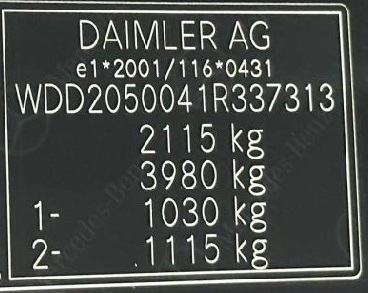 DAIMLER AG
e1*2001/116*0431
WDD2050041R337313
2115 kg
3980 kg
1- 1030 kg
2- .1115 kg